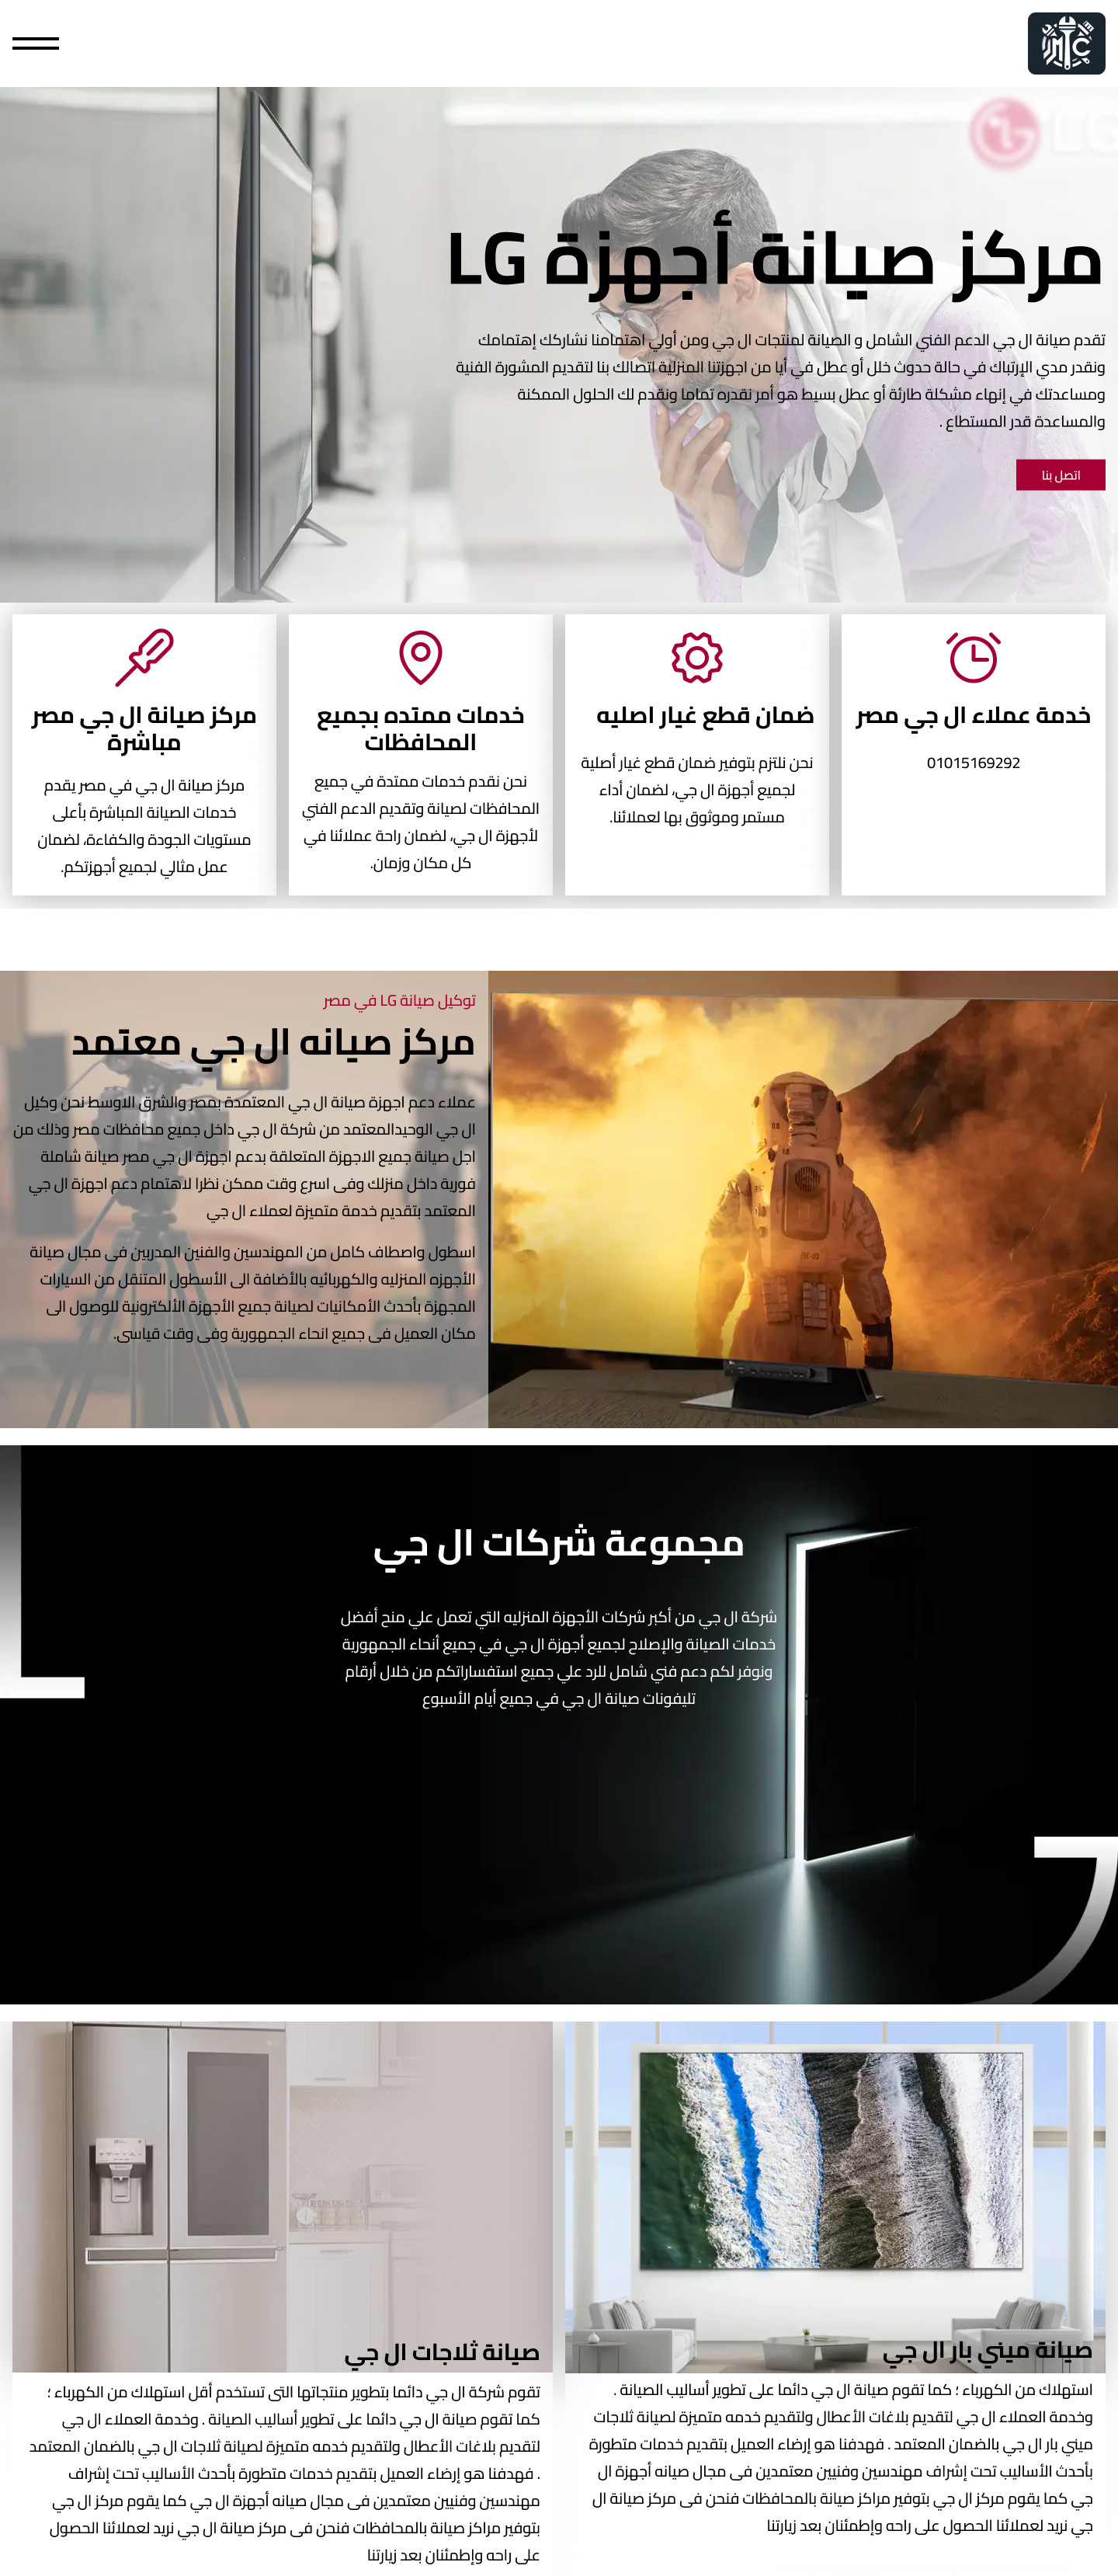 MC
LG
مركز صيانة أجهزة LG
تقدم صيانة ال جي الدعم الفني الشامل و الصيانة لمنتجات ال جي ومن أولي اهتمامنا نشاركك إهتمامك
ونقدر مدي الإرتباك في حالة حدوث خلل أو عطل في أيا من اجهزتنا المنزلية اتصالك بنا لتقديم المشورة الفنية
ومساعدتك في إنهاء مشكلة طارئة أو عطل بسيط هو أمر نقدره تماما ونقدم لك الحلول الممكنة
والمساعدة قدر المستطاع .
اتصل بنا
خدمة عملاء ال جي مصر
01015169292
ضمان قطع غيار اصليه
نحن نلتزم بتوفير ضمان قطع غيار أصلية
لجميع أجهزة ال جي، لضمان أداء
مستمر وموثوق بها لعملائنا.
خدمات ممتده بجميع
المحافظات
نحن نقدم خدمات ممتدة في جميع
المحافظات لصيانة وتقديم الدعم الفني
لأجهزة ال جي، لضمان راحة عملائنا في
كل مكان وزمان.
مركز صيانة ال جي مصر
مباشرة
مركز صيانة ال جي في مصر يقدم
خدمات الصيانة المباشرة بأعلى
مستويات الجودة والكفاءة، لضمان
عمل مثالي لجميع أجهزتكم.
توكيل صيانة LG في مصر
مركز صيانه ال جي معتمد
عملاء دعم اجهزة صيانة ال جي المعتمدة بمصر والشرق الاوسط نحن وكيل
ال جي الوحيدالمعتمد من شركة ال جي داخل جميع محافظات مصر وذلك من
اجل صيانة جميع الاجهزة المتعلقة بدعم اجهزة ال جي مصر صيانة شاملة
فورية داخل منزلك وفى اسرع وقت ممكن نظرا لاهتمام دعم اجهزة ال جي
المعتمد بتقديم خدمة متميزة لعملاء ال جي
اسطول واصطاف كامل من المهندسين والفنين المدربين فى مجال صيانة
الأجهزه المنزليه والكهربائيه بالأضافة الى الأسطول المتنقل من السيارات
المجهزة بأحدث الأمكانيات لصيانة جميع الأجهزة الألكترونية للوصول الى
مكان العميل فى جميع انحاء الجمهورية وفى وقت قياسى.
مجموعة شركات ال جي
شركة ال جي من أكبر شركات الأجهزة المنزليه التي تعمل علي منح أفضل
خدمات الصيانة والإصلاح لجميع أجهزة ال جي في جميع أنحاء الجمهورية
ونوفر لكم دعم فني شامل للرد علي جميع استفساراتكم من خلال أرقام
تليفونات صيانة ال جي في جميع أيام الأسبوع
صيانة ميني بار ال جي
استهلاك من الكهرباء ؛ كما تقوم صيانة ال جي دائما على تطوير أساليب الصيانة .
وخدمة العملاء ال جي لتقديم بلاغات الأعطال ولتقديم خدمه متميزة لصيانة ثلاجات
ميني بار ال جي بالضمان المعتمد . فهدفنا هو إرضاء العميل بتقديم خدمات متطورة
بأحدث الأساليب تحت إشراف مهندسين وفنيين معتمدين فى مجال صيانه أجهزة ال
جي كما يقوم مركز ال جي بتوفير مراكز صيانة بالمحافظات فنحن فى مركز صيانة ال
جي نريد لعملائنا الحصول على راحه وإطمئنان بعد زيارتنا
صيانة ثلاجات ال جي
تقوم شركة ال جي دائما بتطوير منتجاتها التى تستخدم أقل استهلاك من الكهرباء ؛
كما تقوم صيانة ال جي دائما على تطوير أساليب الصيانة . وخدمة العملاء ال جي
لتقديم بلاغات الأعطال ولتقديم خدمه متميزة لصيانة ثلاجات ال جي بالضمان المعتمد
. فهدفنا هو إرضاء العميل بتقديم خدمات متطورة بأحدث الأساليب تحت إشراف
مهندسين وفنيين معتمدين فى مجال صيانه أجهزة ال جي كما يقوم مركز ال جي
بتوفير مراكز صيانة بالمحافظات فنحن فى مركز صيانة ال جي نريد لعملائنا الحصول
على راحه وإطمئنان بعد زيارتنا